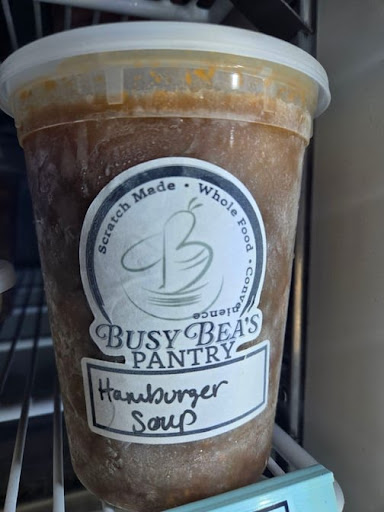 Scratch Made • Whole Food • Convenience
B
BUSY BEA'S
PANTRY
Hamburger
Soup